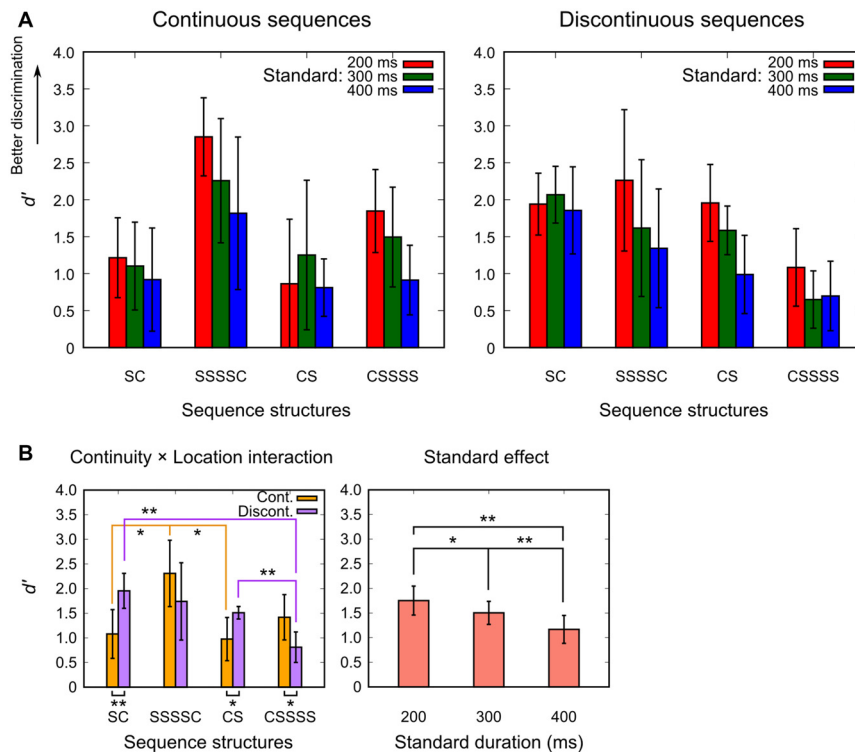 A
Continuous sequences
Discontinuous sequences
Better discrimination
d′
4.0
3.5
3.0
2.5
2.0
1.5
1.0
0.5
0
Standard:
200 ms
300 ms
400 ms
SC
SSSSC
CS
CSSSS
Sequence structures
4.0
3.5
3.0
2.5
2.0
1.5
1.0
0.5
0
Standard:
200 ms
300 ms
400 ms
SC
SSSSC
CS
CSSSS
Sequence structures
B
Continuity × Location interaction
Standard effect
d′
4.0
3.5
3.0
2.5
2.0
1.5
1.0
0.5
0
Cont.
Discont.
**
* *
**
** * *
SC SSSSC CS CSSSS
Sequence structures
4.0
3.5
3.0
2.5
2.0
1.5
1.0
0.5
0
**
* **
200 300 400
Standard duration (ms)